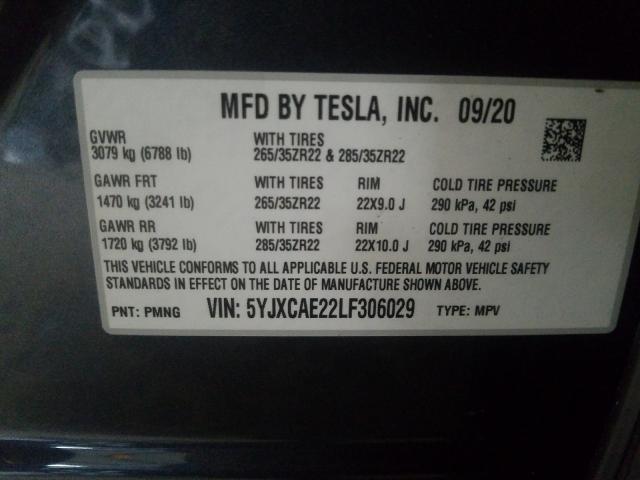 MFD BY TESLA, INC. 09/20
GVWR WITH TIRES
3079 kg (6788 lb) 265/35ZR22 & 285/35ZR22
GAWR FRT WITH TIRES RIM COLD TIRE PRESSURE
1470 kg (3241 lb) 265/35ZR22 22X9.0 J 290 kPa, 42 psi
GAWR RR WITH TIRES RIM COLD TIRE PRESSURE
1720 kg (3792 lb) 285/35ZR22 22X10.0 J 290 kPa, 42 psi
THIS VEHICLE CONFORMS TO ALL APPLICABLE U.S. FEDERAL MOTOR VEHICLE SAFETY
STANDARDS IN EFFECT ON THE DATE OF MANUFACTURE SHOWN ABOVE.
PNT: PMNG VIN: 5YJXCAE22LF306029 TYPE: MPV